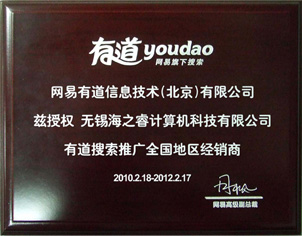 有道 youdao
网易旗下搜索
网易有道信息技术(北京)有限公司
兹授权 无锡海之睿计算机科技有限公司
有道搜索推广全国地区经销商
2010.2.18-2012.2.17
网易高级副总裁